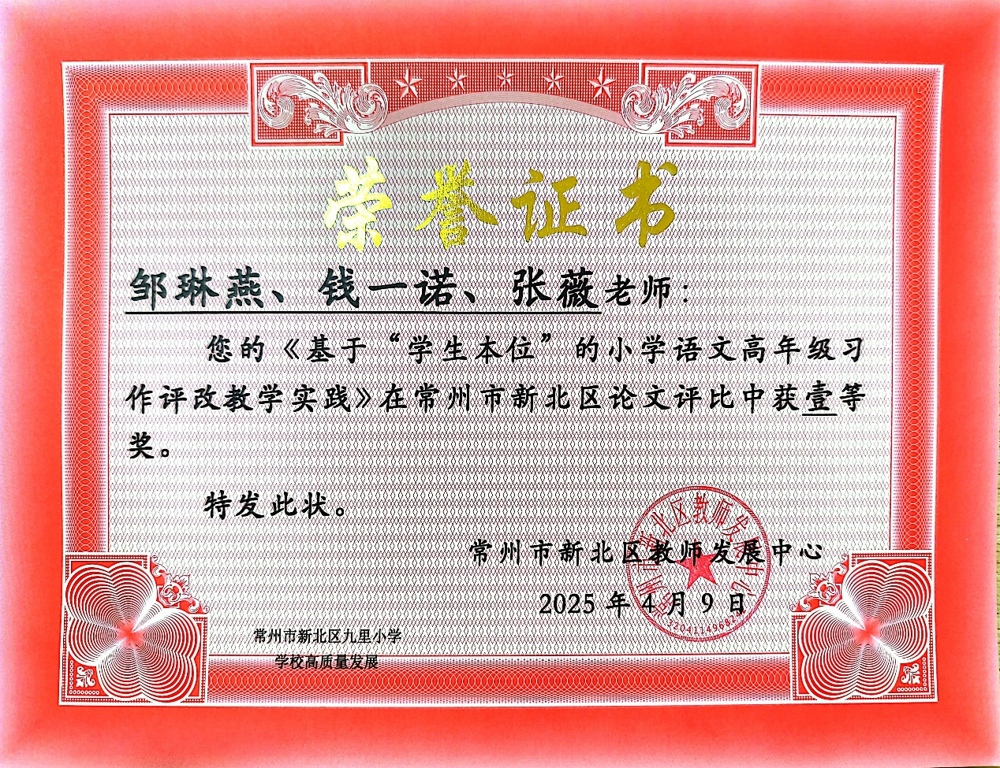 荣誉证书
邹琳燕、钱一诺、张薇老师：
您的《基于“学生本位”的小学语文高年级习
作评改教学实践》在常州市新北区论文评比中获壹等
奖。
特发此状。
常州市新北区教师发展中心
2025年4月9日
常州市新北区九里小学
学校高质量发展